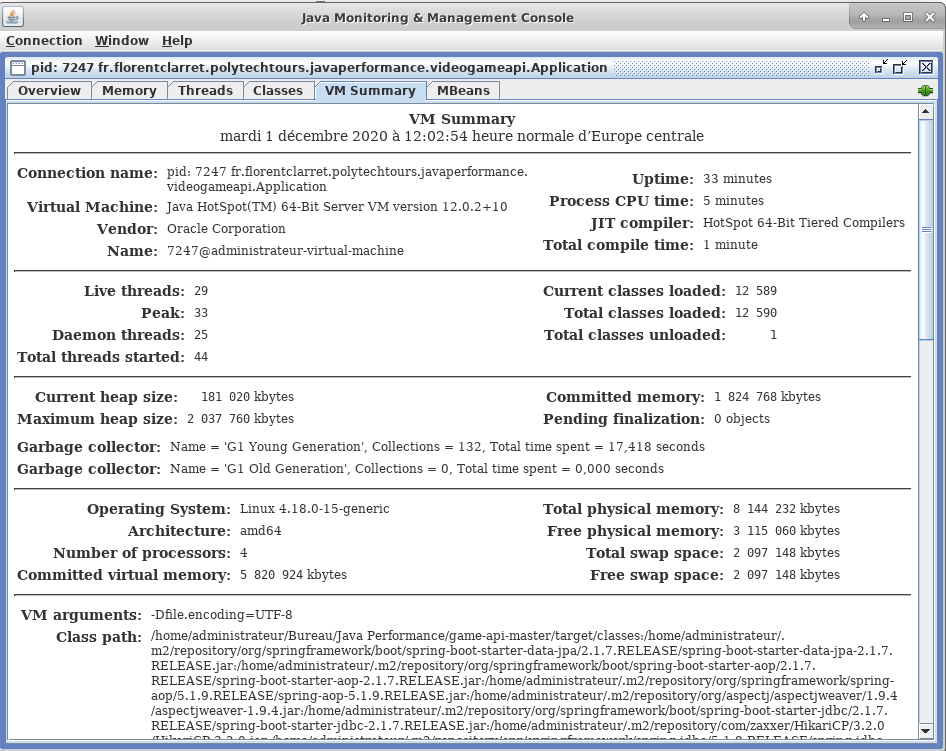 Java Monitoring & Management Console
Connection Window Help
pid: 7247 fr.florentclarret.polytechtours.javaperformance.videogameapi.Application
Overview Memory Threads Classes VM Summary MBeans
VM Summary
mardi 1 décembre 2020 à 12:02:54 heure normale d’Europe centrale
Connection name: pid: 7247 fr.florentclarret.polytechtours.javaperformance.
videogameapi.Application
Virtual Machine: Java HotSpot(TM) 64-Bit Server VM version 12.0.2+10
Vendor: Oracle Corporation
Name: 7247@administrateur-virtual-machine
Uptime: 33 minutes
Process CPU time: 5 minutes
JIT compiler: HotSpot 64-Bit Tiered Compilers
Total compile time: 1 minute
Live threads: 29
Peak: 33
Daemon threads: 25
Total threads started: 44
Current classes loaded: 12 589
Total classes loaded: 12 590
Total classes unloaded: 1
Current heap size: 181 020 kbytes
Maximum heap size: 2 037 760 kbytes
Committed memory: 1 824 768 kbytes
Pending finalization: 0 objects
Garbage collector: Name = 'G1 Young Generation', Collections = 132, Total time spent = 17,418 seconds
Garbage collector: Name = 'G1 Old Generation', Collections = 0, Total time spent = 0,000 seconds
Operating System: Linux 4.18.0-15-generic
Architecture: amd64
Number of processors: 4
Committed virtual memory: 5 820 924 kbytes
Total physical memory: 8 144 232 kbytes
Free physical memory: 3 115 060 kbytes
Total swap space: 2 097 148 kbytes
Free swap space: 2 097 148 kbytes
VM arguments: -Dfile.encoding=UTF-8
Class path: /home/administrateur/Bureau/Java Performance/game-api-master/target/classes:/home/administrateur/.
m2/repository/org/springframework/boot/spring-boot-starter-data-jpa/2.1.7.RELEASE/spring-boot-starter-data-jpa-2.1.7.
RELEASE.jar:/home/administrateur/.m2/repository/org/springframework/boot/spring-boot-starter-aop/2.1.7.
RELEASE/spring-boot-starter-aop-2.1.7.RELEASE.jar:/home/administrateur/.m2/repository/org/springframework/spring-
aop/5.1.9.RELEASE/spring-aop-5.1.9.RELEASE.jar:/home/administrateur/.m2/repository/org/aspectj/aspectjweaver/1.9.4
/aspectjweaver-1.9.4.jar:/home/administrateur/.m2/repository/org/springframework/boot/spring-boot-starter-jdbc/2.1.7.
RELEASE/spring-boot-starter-jdbc-2.1.7.RELEASE.jar:/home/administrateur/.m2/repository/com/zaxxer/HikariCP/3.2.0